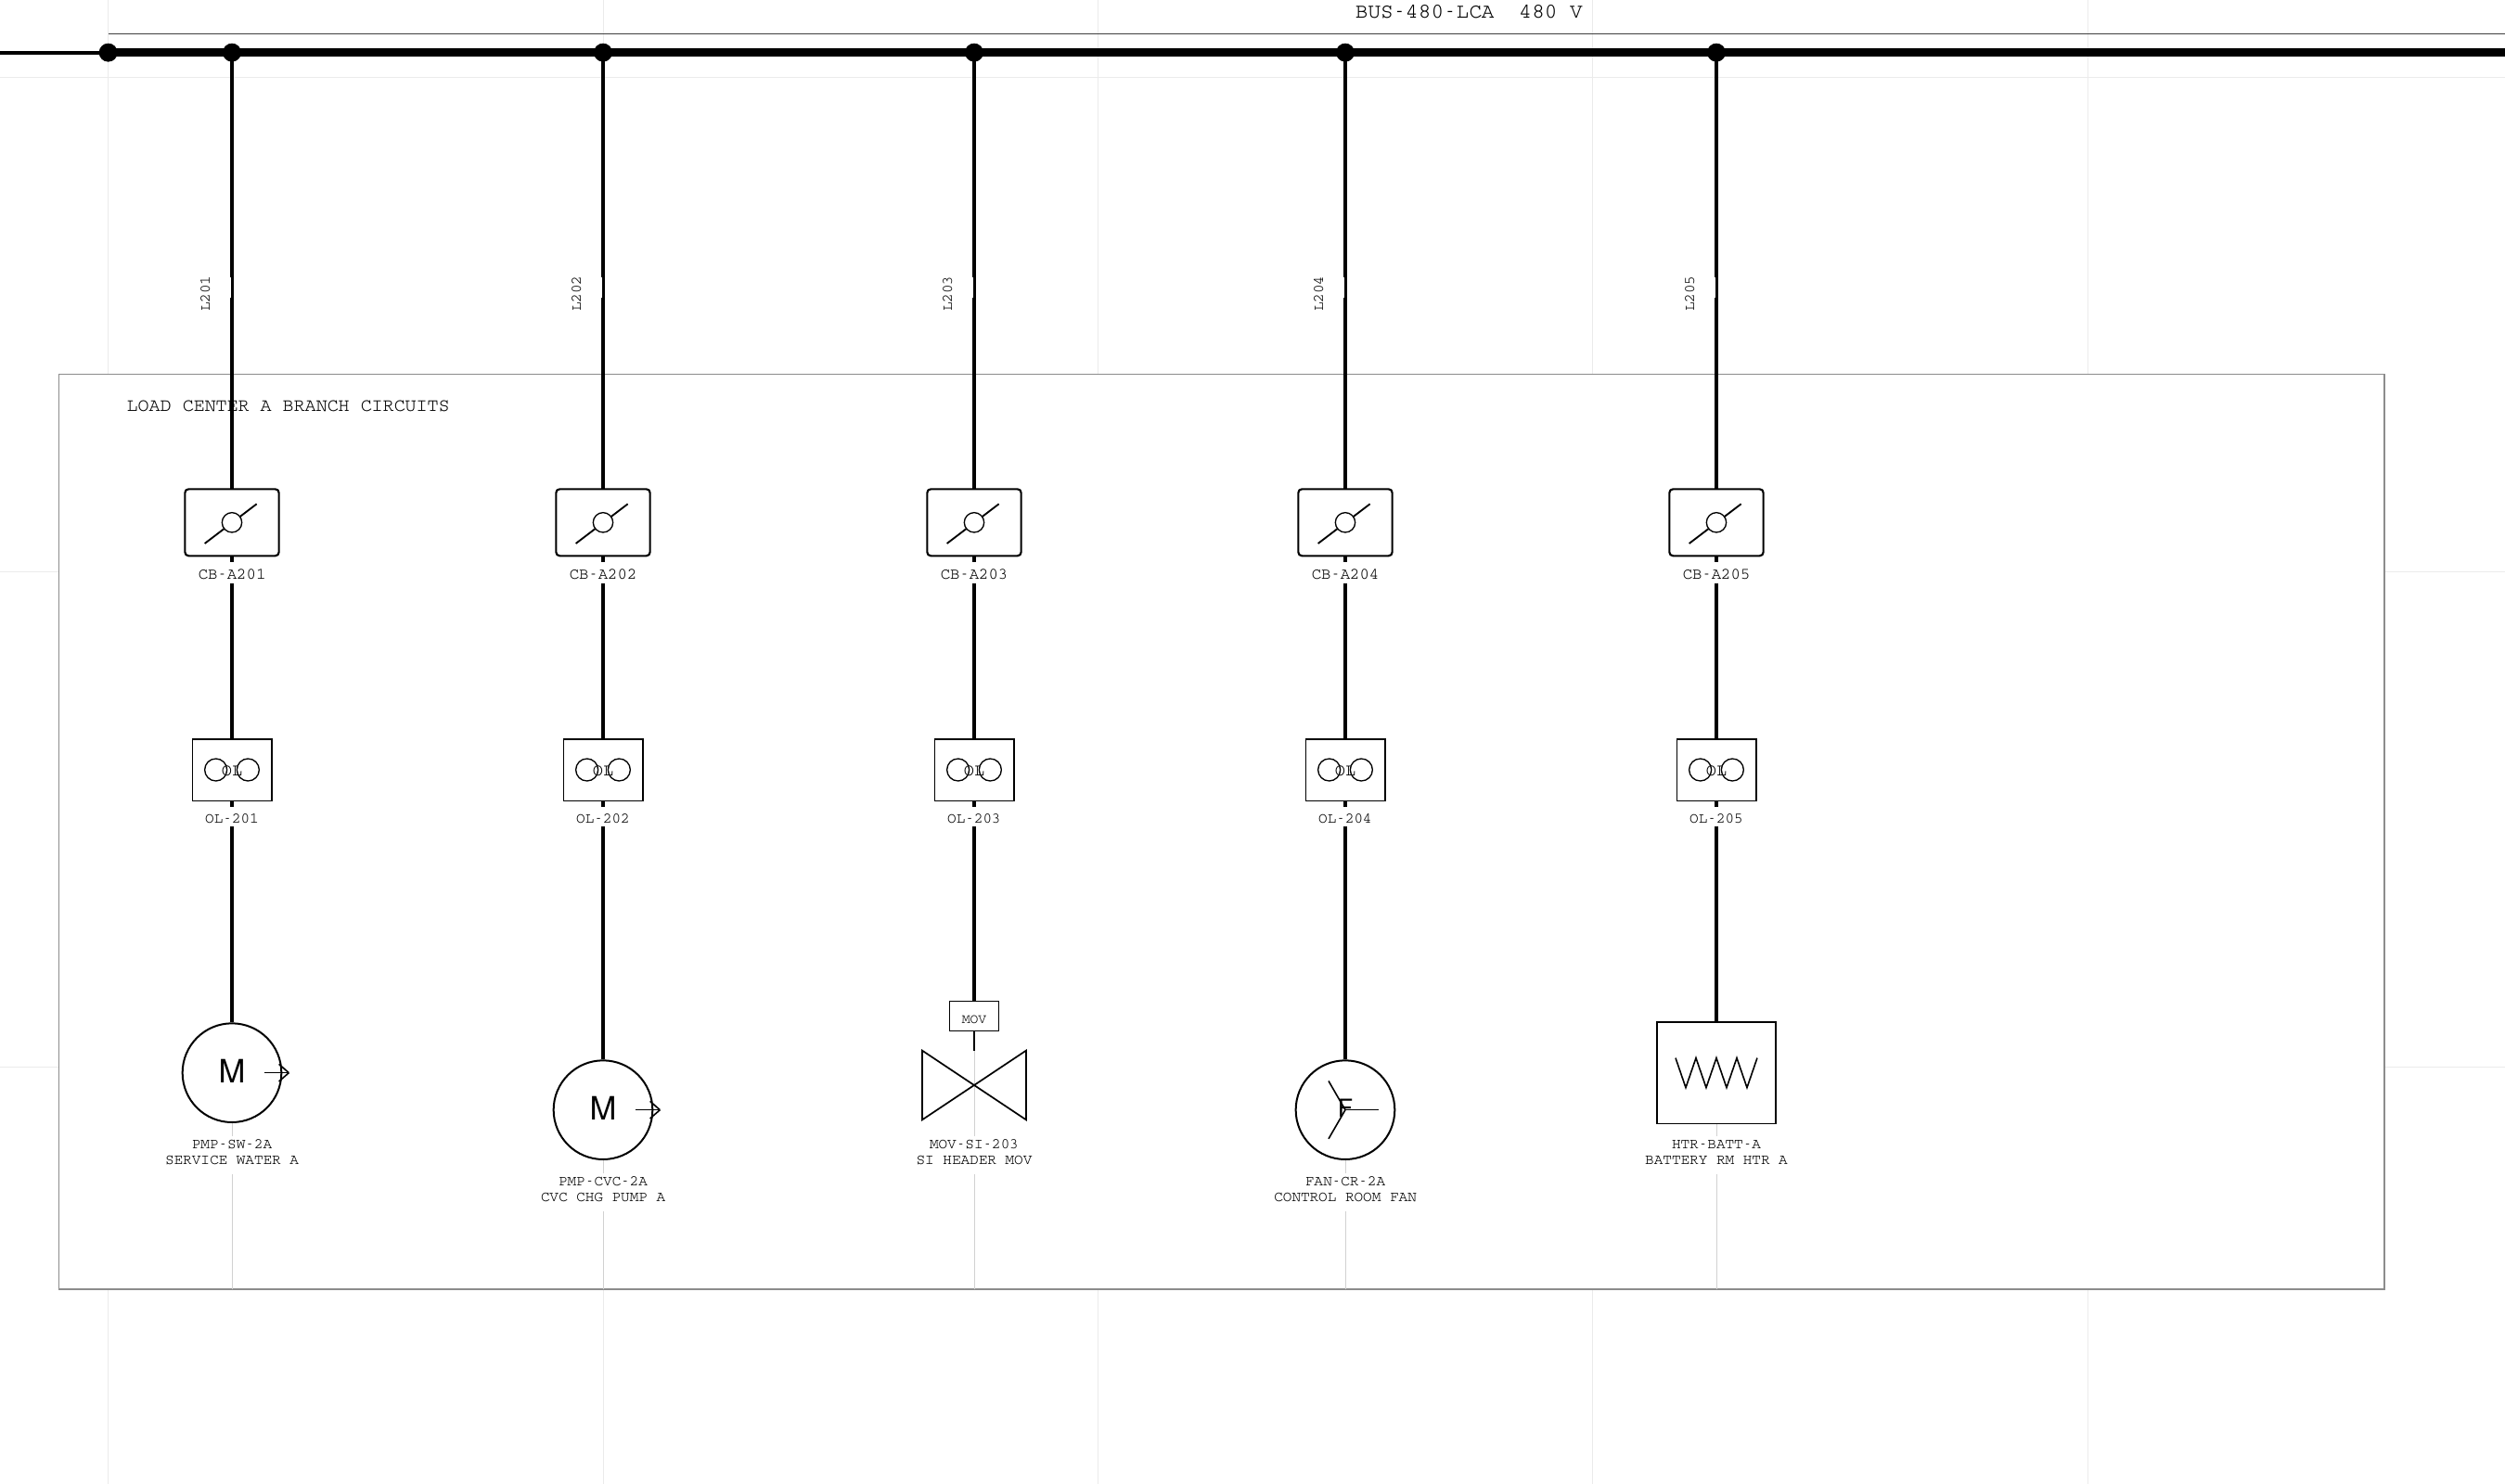 BUS-480-LCA  480 V
L201
L202
L203
L204
L205
LOAD CENTER A BRANCH CIRCUITS
CB-A201
CB-A202
CB-A203
CB-A204
CB-A205
OL
OL
OL
OL
OL
OL-201
OL-202
OL-203
OL-204
OL-205
M
PMP-SW-2A
SERVICE WATER A
M
PMP-CVC-2A
CVC CHG PUMP A
MOV
MOV-SI-203
SI HEADER MOV
F
FAN-CR-2A
CONTROL ROOM FAN
HTR-BATT-A
BATTERY RM HTR A